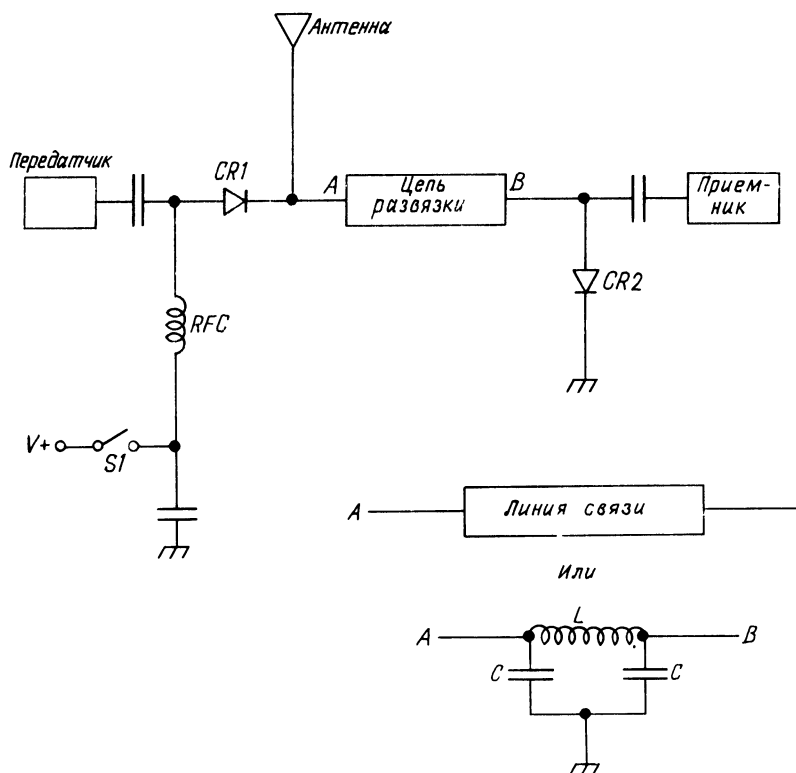 Антенна
Передатчик
CR1
A
Цепь
развязки
B
Прием-
ник
CR2
RFC
V+
S1
A
Линия связи
Или
L
A
B
C
C